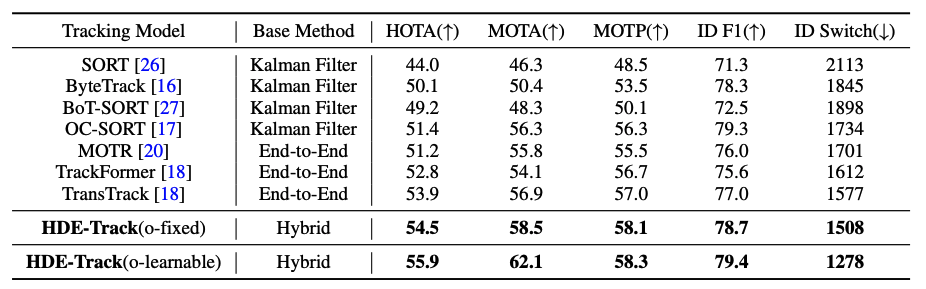 Tracking Model Base Method HOTA(↑) MOTA(↑) MOTP(↑) ID F1(↑) ID Switch(↓)
SORT [26] Kalman Filter 44.0 46.3 48.5 71.3 2113
ByteTrack [16] Kalman Filter 50.1 50.4 53.5 78.3 1845
BoT-SORT [27] Kalman Filter 49.2 48.3 50.1 72.5 1898
OC-SORT [17] Kalman Filter 51.4 56.3 56.3 79.3 1734
MOTR [20] End-to-End 51.2 55.8 55.5 76.0 1701
TrackFormer [18] End-to-End 52.8 54.1 56.7 75.6 1612
TransTrack [18] End-to-End 53.9 56.9 57.0 77.0 1577
HDE-Track(o-fixed) Hybrid 54.5 58.5 58.1 78.7 1508
HDE-Track(o-learnable) Hybrid 55.9 62.1 58.3 79.4 1278